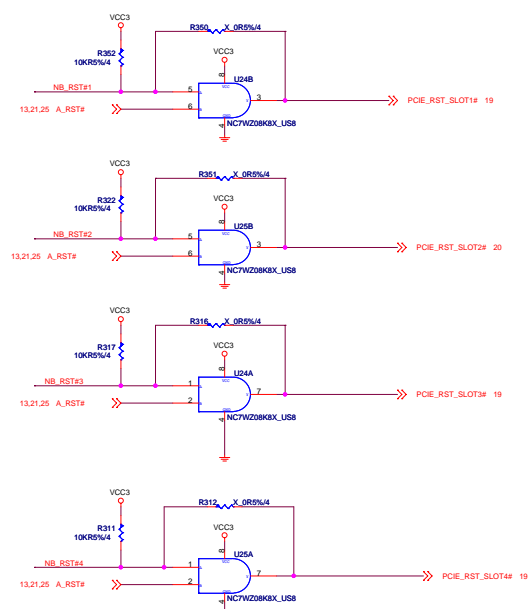 VCC3
R350 X_0R5%/4
R352
10KR5%/4
VCC3
U24B
NB_RST#1
8
VCC
5
3
PCIE_RST_SLOT1# 19
13,21,25 A_RST#
6
4
NC7WZ08K8X_US8
VCC3
R351 X_0R5%/4
R322
10KR5%/4
VCC3
U25B
NB_RST#2
8
VCC
5
3
PCIE_RST_SLOT2# 20
13,21,25 A_RST#
6
4
NC7WZ08K8X_US8
VCC3
R316 X_0R5%/4
R317
10KR5%/4
VCC3
U24A
NB_RST#3
8
VCC
1
7
PCIE_RST_SLOT3# 19
13,21,25 A_RST#
2
4
NC7WZ08K8X_US8
VCC3
R312 X_0R5%/4
R311
10KR5%/4
VCC3
U25A
NB_RST#4
8
VCC
1
7
PCIE_RST_SLOT4# 19
13,21,25 A_RST#
2
4
NC7WZ08K8X_US8